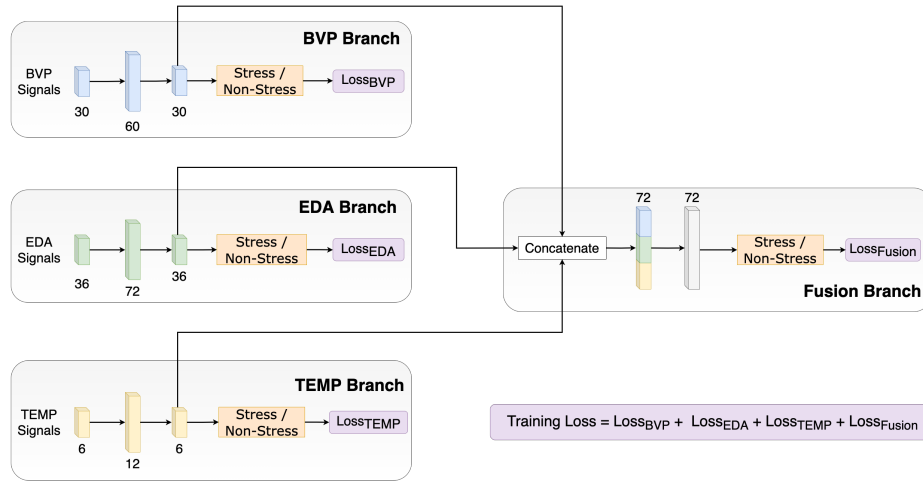 BVP Branch
BVP
Signals
30
60
30
Stress /
Non-Stress
LossBVP
EDA Branch
EDA
Signals
36
72
36
Stress /
Non-Stress
LossEDA
TEMP Branch
TEMP
Signals
6
12
6
Stress /
Non-Stress
LossTEMP
Concatenate
72
72
Stress /
Non-Stress
LossFusion
Fusion Branch
Training Loss = LossBVP + LossEDA + LossTEMP + LossFusion